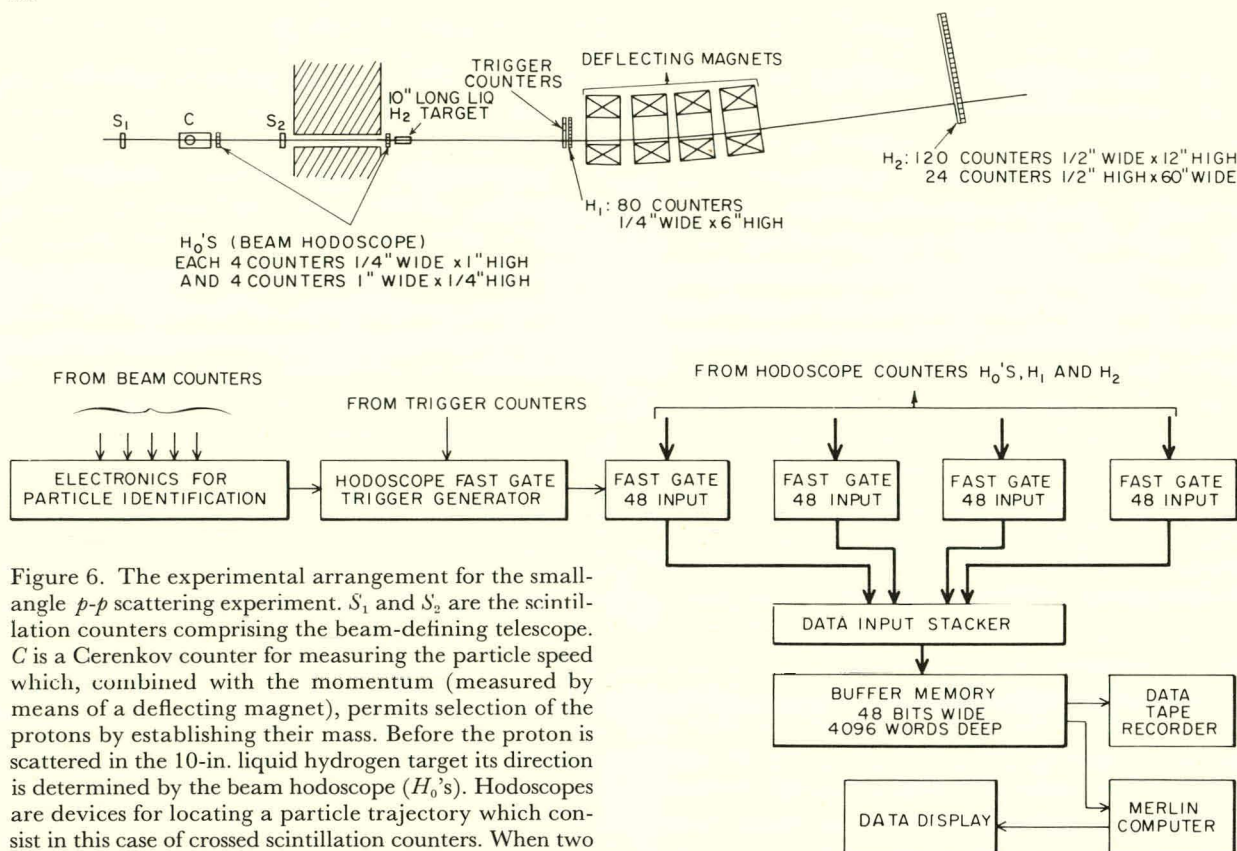 TRIGGER
COUNTERS
DEFLECTING MAGNETS
10" LONG LIQ
H₂ TARGET
S₁
C
S₂
H₂: 120 COUNTERS 1/2" WIDE x 12" HIGH
24 COUNTERS 1/2" HIGH x 60" WIDE
H₁: 80 COUNTERS
1/4" WIDE x 6" HIGH
H₀'S (BEAM HODOSCOPE)
EACH 4 COUNTERS 1/4" WIDE x 1" HIGH
AND 4 COUNTERS 1" WIDE x 1/4" HIGH
FROM BEAM COUNTERS
FROM TRIGGER COUNTERS
FROM HODOSCOPE COUNTERS H₀'S, H₁ AND H₂
ELECTRONICS FOR
PARTICLE IDENTIFICATION
HODOSCOPE FAST GATE
TRIGGER GENERATOR
FAST GATE
48 INPUT
FAST GATE
48 INPUT
FAST GATE
48 INPUT
FAST GATE
48 INPUT
DATA INPUT STACKER
BUFFER MEMORY
48 BITS WIDE
4096 WORDS DEEP
DATA
TAPE
RECORDER
DATA DISPLAY
MERLIN
COMPUTER
Figure 6. The experimental arrangement for the small-
angle p-p scattering experiment. S₁ and S₂ are the scintil-
lation counters comprising the beam-defining telescope.
C is a Cerenkov counter for measuring the particle speed
which, combined with the momentum (measured by
means of a deflecting magnet), permits selection of the
protons by establishing their mass. Before the proton is
scattered in the 10-in. liquid hydrogen target its direction
is determined by the beam hodoscope (H₀'s). Hodoscopes
are devices for locating a particle trajectory which con-
sist in this case of crossed scintillation counters. When two